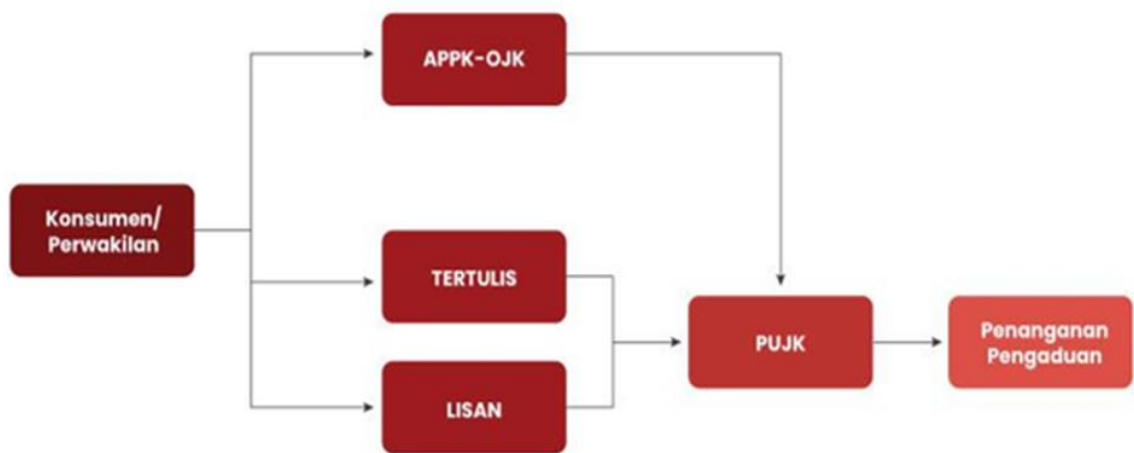 APPK-OJK
Konsumen/
Perwakilan
TERTULIS
LISAN
PUJK
Penanganan
Pengaduan